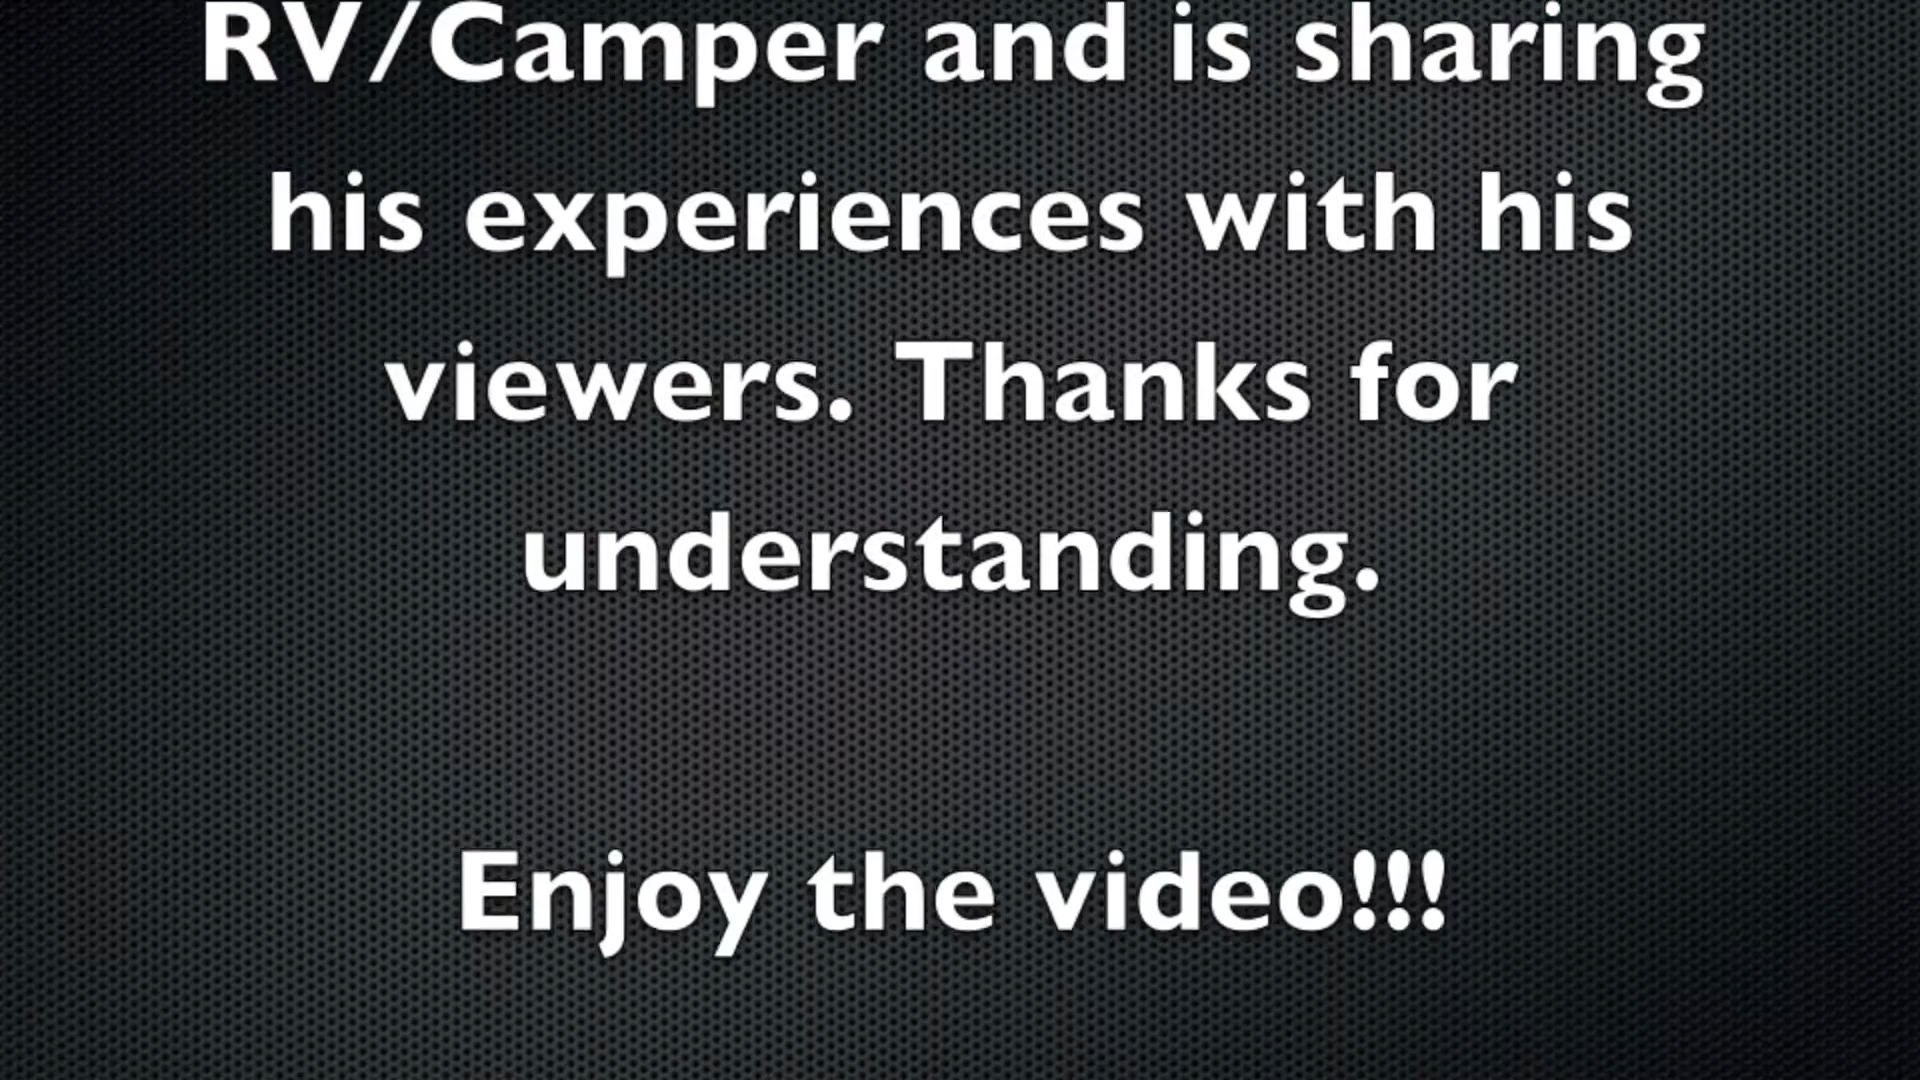 RV/Camper and is sharing
his experiences with his
viewers. Thanks for
understanding.
Enjoy the video!!!